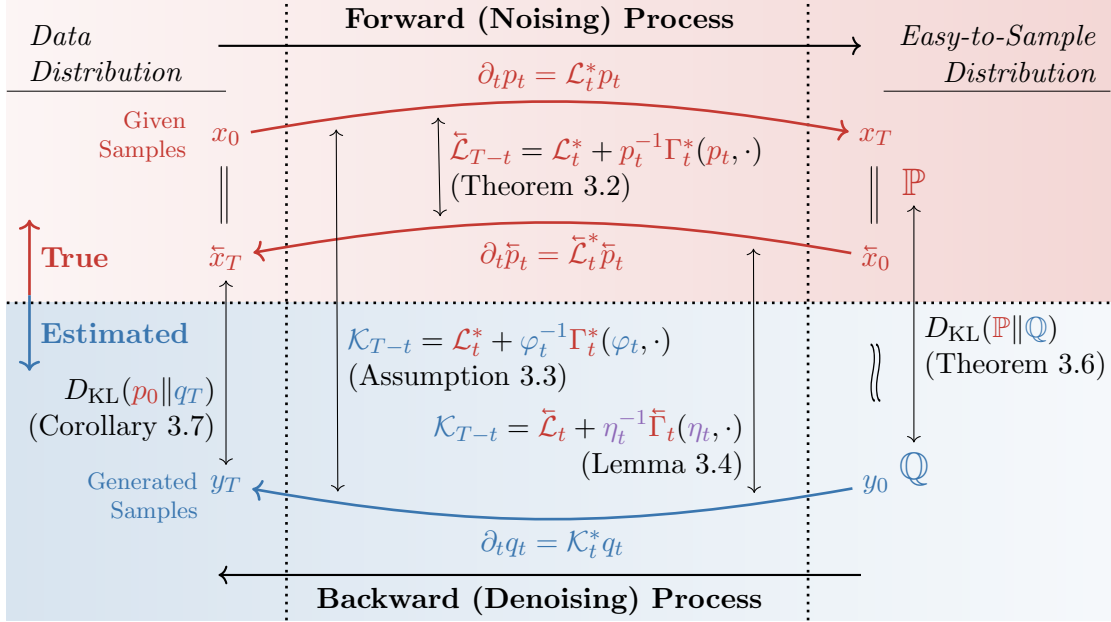 Forward (Noising) Process
Data
Distribution
Easy-to-Sample
Distribution
∂ₜpₜ = ℒₜ*pₜ
Given
Samples
x₀
x_T
ℒ⃖_{T−t} = ℒₜ* + pₜ⁻¹Γₜ*(pₜ, ·)
(Theorem 3.2)
ℙ
True
x⃖_T
∂ₜp⃖ₜ = ℒ⃖ₜ*p⃖ₜ
x⃖₀
Estimated
𝒦_{T−t} = ℒₜ* + φₜ⁻¹Γₜ*(φₜ, ·)
(Assumption 3.3)
D_KL(ℙ‖ℚ)
(Theorem 3.6)
D_KL(p₀‖q_T)
(Corollary 3.7)
𝒦_{T−t} = ℒ⃖ₜ + ηₜ⁻¹Γ⃖ₜ(ηₜ, ·)
(Lemma 3.4)
Generated
Samples
y_T
y₀
ℚ
∂ₜqₜ = 𝒦ₜ*qₜ
Backward (Denoising) Process